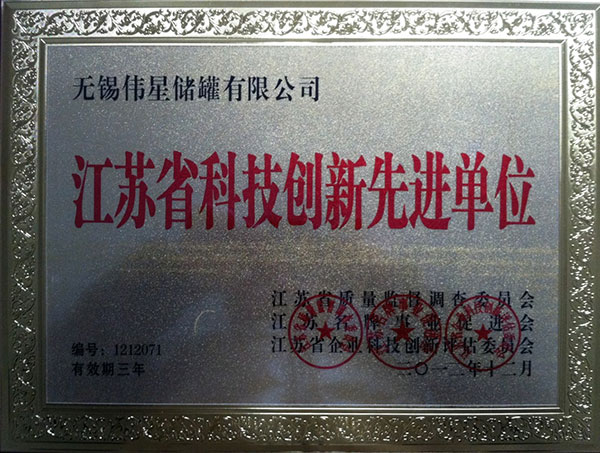 无锡伟星储罐有限公司
江苏省科技创新先进单位
江苏省质量监督调查委员会
江苏省名牌事业促进会
江苏省企业科技创新评估委员会
二〇一二年十二月
编号：1212071
有效期三年